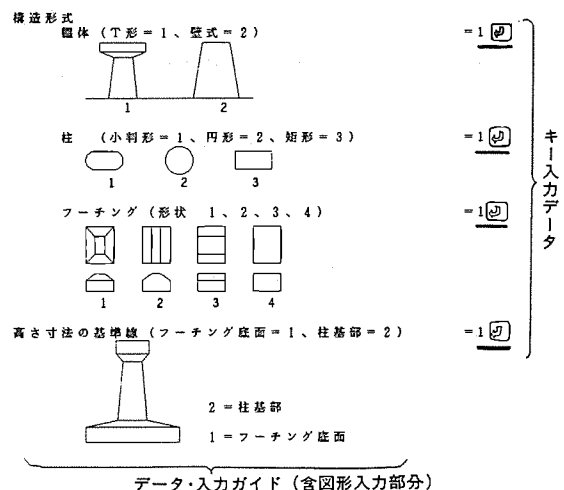 構造形式
軀体 (T形=1、壁式=2) =1
1 2
柱 (小判形=1、円形=2、矩形=3) =1
1 2 3
フーチング (形状 1、2、3、4) =1
1 2 3 4
高さ寸法の基準線 (フーチング底面=1、柱基部=2) =1
2=柱基部
1=フーチング底面
キー入力データ
データ・入力ガイド (含図形入力部分)